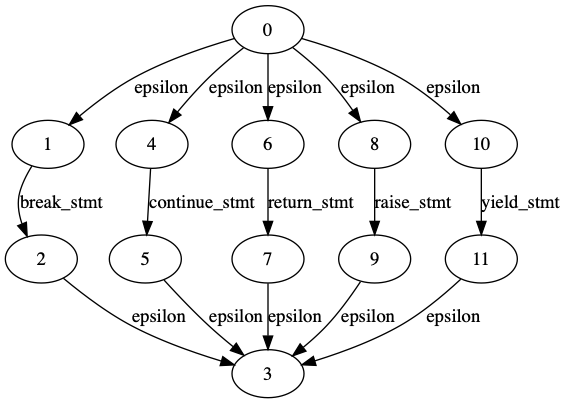 0
epsilon epsilon epsilon epsilon epsilon
1 4 6 8 10
break_stmt continue_stmt return_stmt raise_stmt yield_stmt
2 5 7 9 11
epsilon epsilon epsilon epsilon epsilon
3